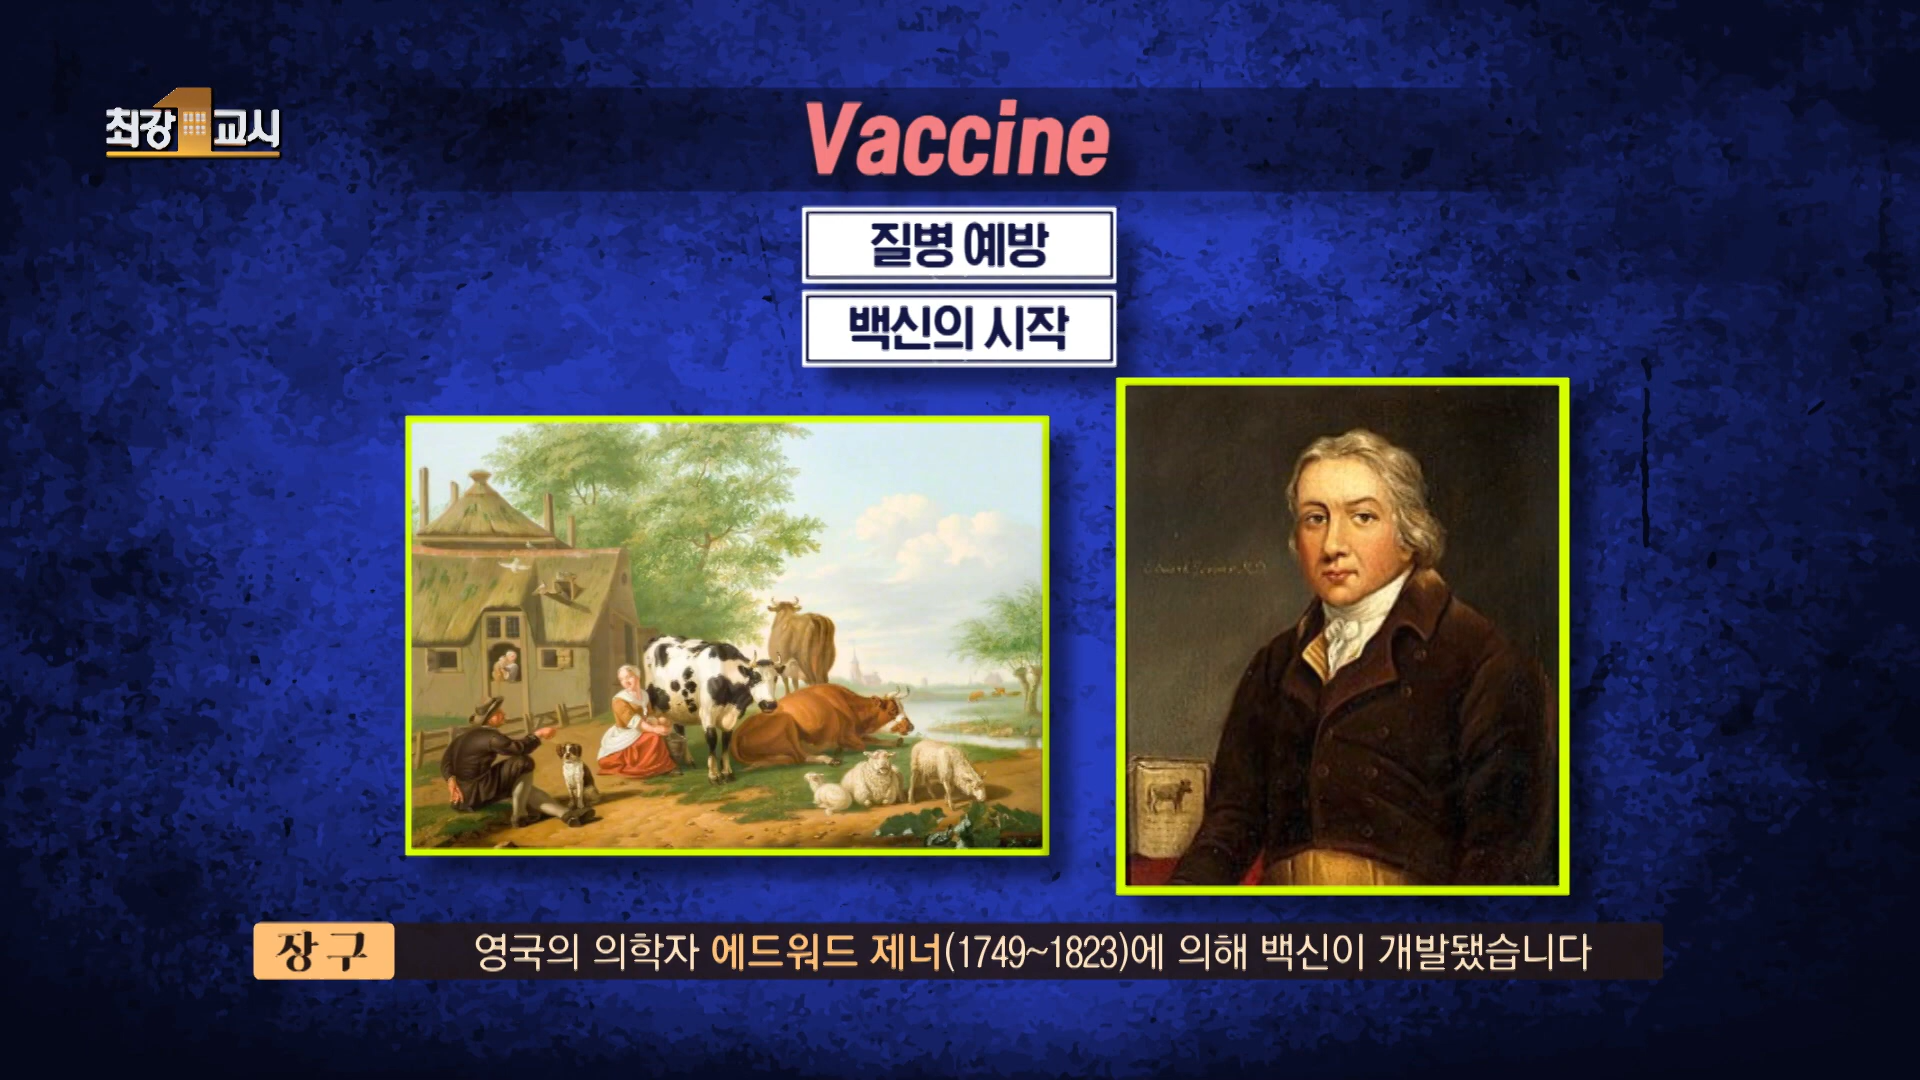 최강1교시
Vaccine
질병 예방
백신의 시작
장구
영국의 의학자 에드워드 제너(1749~1823)에 의해 백신이 개발됐습니다